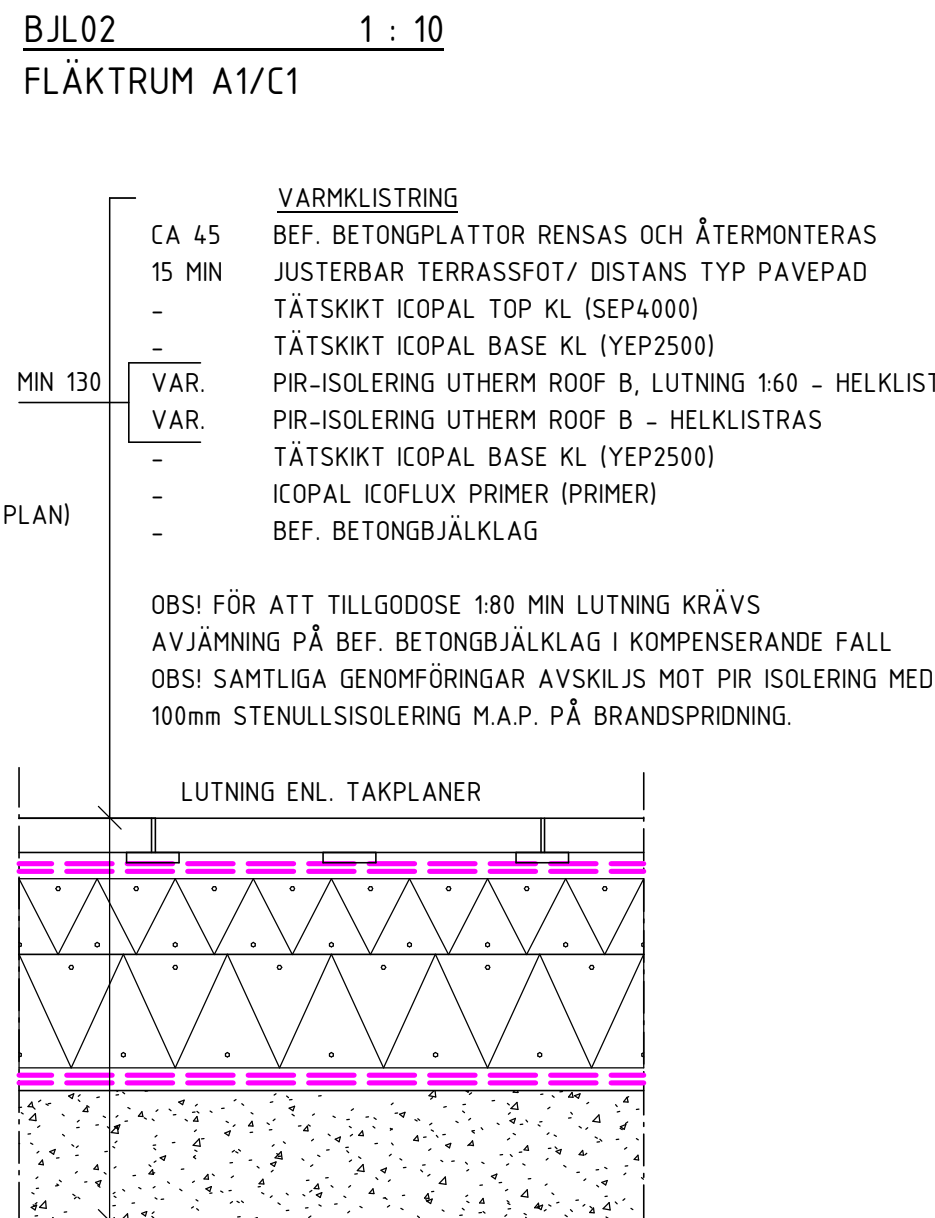 BJL02 1 : 10
FLÄKTRUM A1/C1
VARMKLISTRING
CA 45 BEF. BETONGPLATTOR RENSAS OCH ÅTERMONTERAS
15 MIN JUSTERBAR TERRASSFOT/ DISTANS TYP PAVEPAD
- TÄTSKIKT ICOPAL TOP KL (SEP4000)
- TÄTSKIKT ICOPAL BASE KL (YEP2500)
MIN 130 VAR. PIR-ISOLERING UTHERM ROOF B, LUTNING 1:60 - HELKLIST
VAR. PIR-ISOLERING UTHERM ROOF B - HELKLISTRAS
- TÄTSKIKT ICOPAL BASE KL (YEP2500)
- ICOPAL ICOFLUX PRIMER (PRIMER)
PLAN)
- BEF. BETONGBJÄLKLAG
OBS! FÖR ATT TILLGODOSE 1:80 MIN LUTNING KRÄVS
AVJÄMNING PÅ BEF. BETONGBJÄLKLAG I KOMPENSERANDE FALL
OBS! SAMTLIGA GENOMFÖRINGAR AVSKILJS MOT PIR ISOLERING MED
100mm STENULLSISOLERING M.A.P. PÅ BRANDSPRIDNING.
LUTNING ENL. TAKPLANER